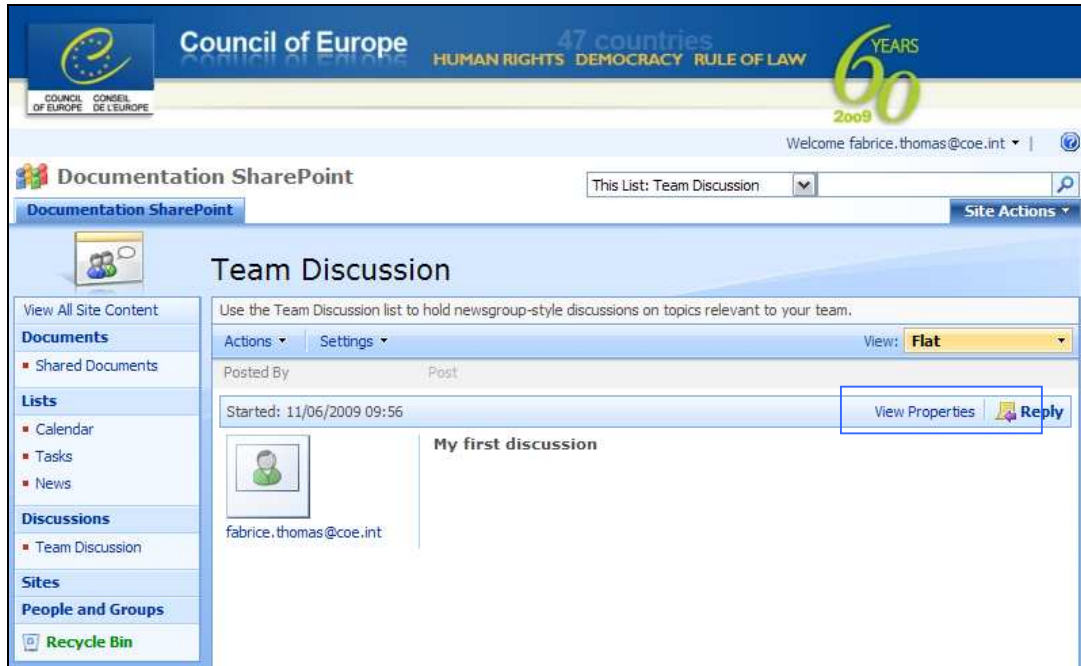 Council of Europe
47 countries
HUMAN RIGHTS DEMOCRACY RULE OF LAW
60 YEARS
2009
COUNCIL CONSEIL
OF EUROPE DE L'EUROPE
Welcome fabrice.thomas@coe.int |
Documentation SharePoint
This List: Team Discussion
Documentation SharePoint
Site Actions
Team Discussion
View All Site Content
Use the Team Discussion list to hold newsgroup-style discussions on topics relevant to your team.
Documents
Actions Settings View: Flat
Shared Documents
Posted By Post
Lists
Started: 11/06/2009 09:56 View Properties Reply
Calendar
My first discussion
Tasks
News
Discussions
fabrice.thomas@coe.int
Team Discussion
Sites
People and Groups
Recycle Bin